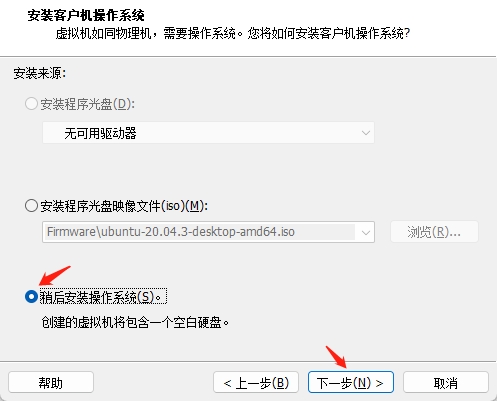 安装客户机操作系统
虚拟机如同物理机，需要操作系统。您将如何安装客户机操作系统?
安装来源:
安装程序光盘(D):
无可用驱动器
安装程序光盘映像文件(iso)(M):
Firmware\ubuntu-20.04.3-desktop-amd64.iso
浏览(R)...
稍后安装操作系统(S)。
创建的虚拟机将包含一个空白硬盘。
帮助
< 上一步(B)
下一步(N) >
取消